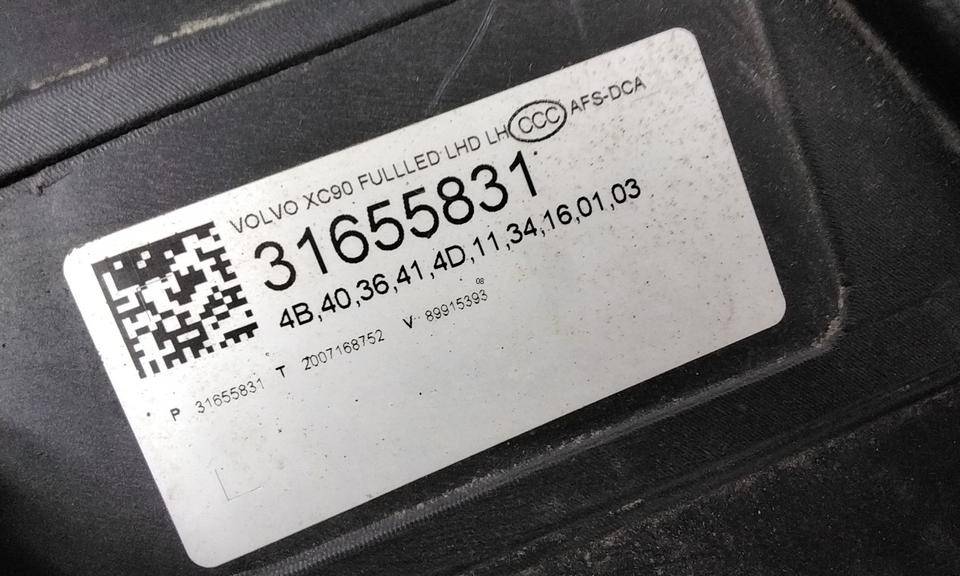 VOLVO XC90 FULLLED LHD LH CCC AFS-DCA
31655831
4B,40,36,41,4D,11,34,16,01,03
08
P 31655831 T 2007168752 V 89915393